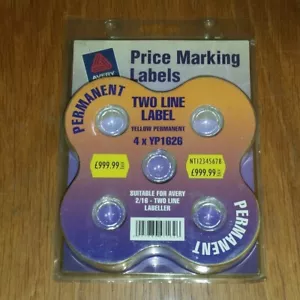 AVERY
Price Marking
Labels
PERMANENT
TWO LINE
LABEL
YELLOW PERMANENT
4 x YP1626
£999.99
NT12345678
£999.99
SUITABLE FOR AVERY
2/16 - TWO LINE
LABELLER
PERMANENT